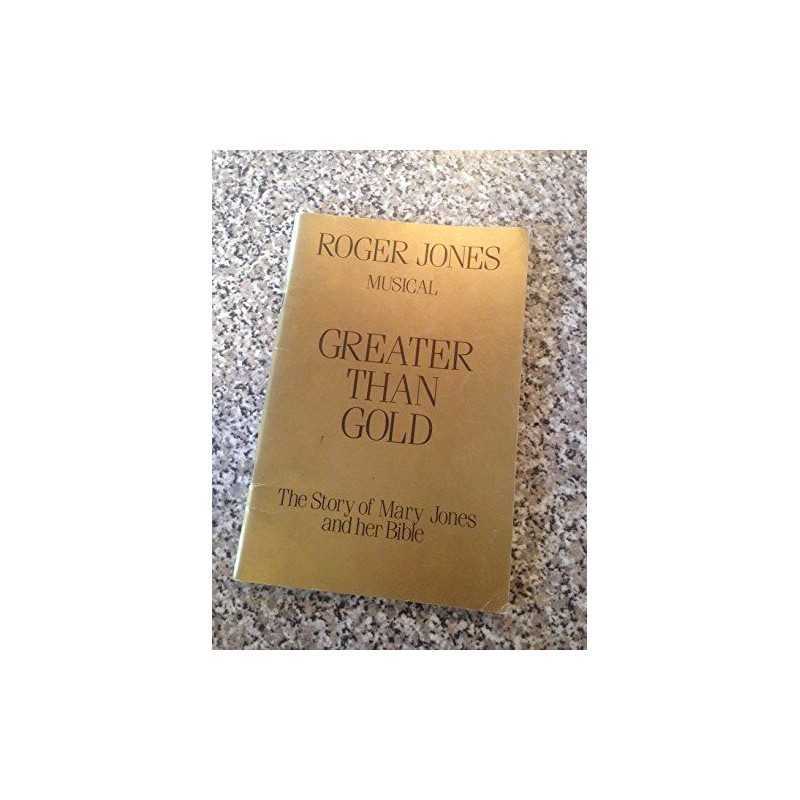 ROGER JONES
MUSICAL
GREATER
THAN
GOLD
The Story of Mary Jones
and her Bible